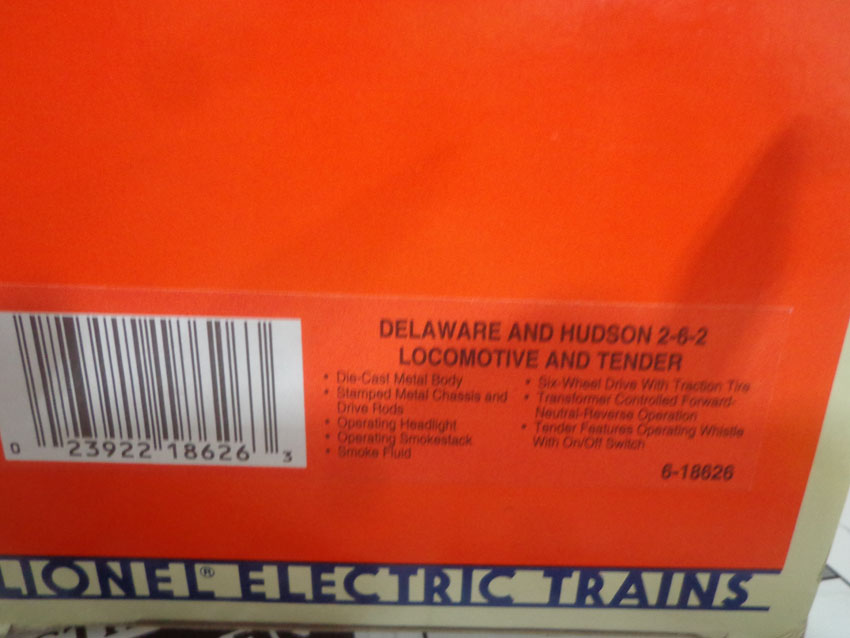 DELAWARE AND HUDSON 2-6-2
LOCOMOTIVE AND TENDER
• Die-Cast Metal Body
• Stamped Metal Chassis and
Drive Rods
• Operating Headlight
• Operating Smokestack
• Smoke Fluid
• Six-Wheel Drive With Traction Tire
• Transformer Controlled Forward-
Neutral-Reverse Operation
• Tender Features Operating Whistle
With On/Off Switch
6-18626
0 23922 18626 3
LIONEL® ELECTRIC TRAINS